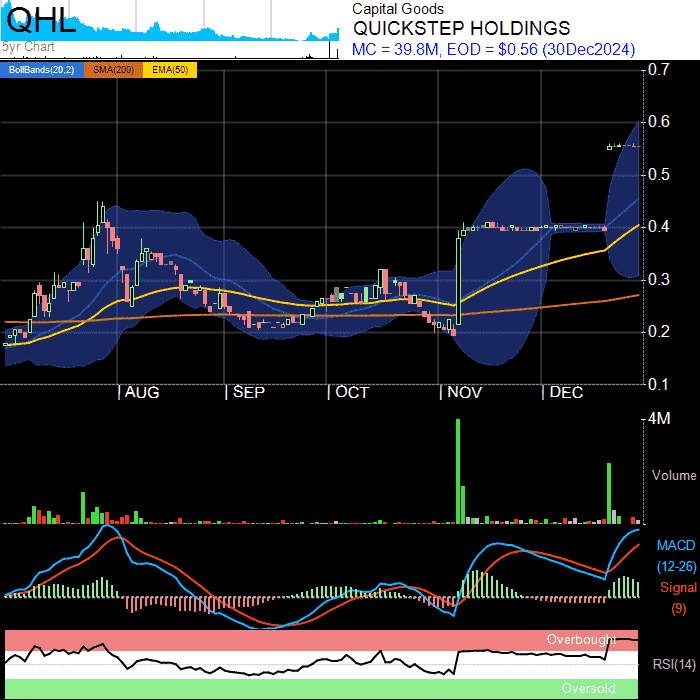 QHL
5yr Chart
Capital Goods
QUICKSTEP HOLDINGS
MC = 39.8M, EOD = $0.56 (30Dec2024)
BollBands(20,2) SMA(200) EMA(50)
0.7
0.6
0.5
0.4
0.3
0.2
0.1
AUG SEP OCT NOV DEC
4M
Volume
MACD
(12-26)
Signal
(9)
Overbought
RSI(14)
Oversold